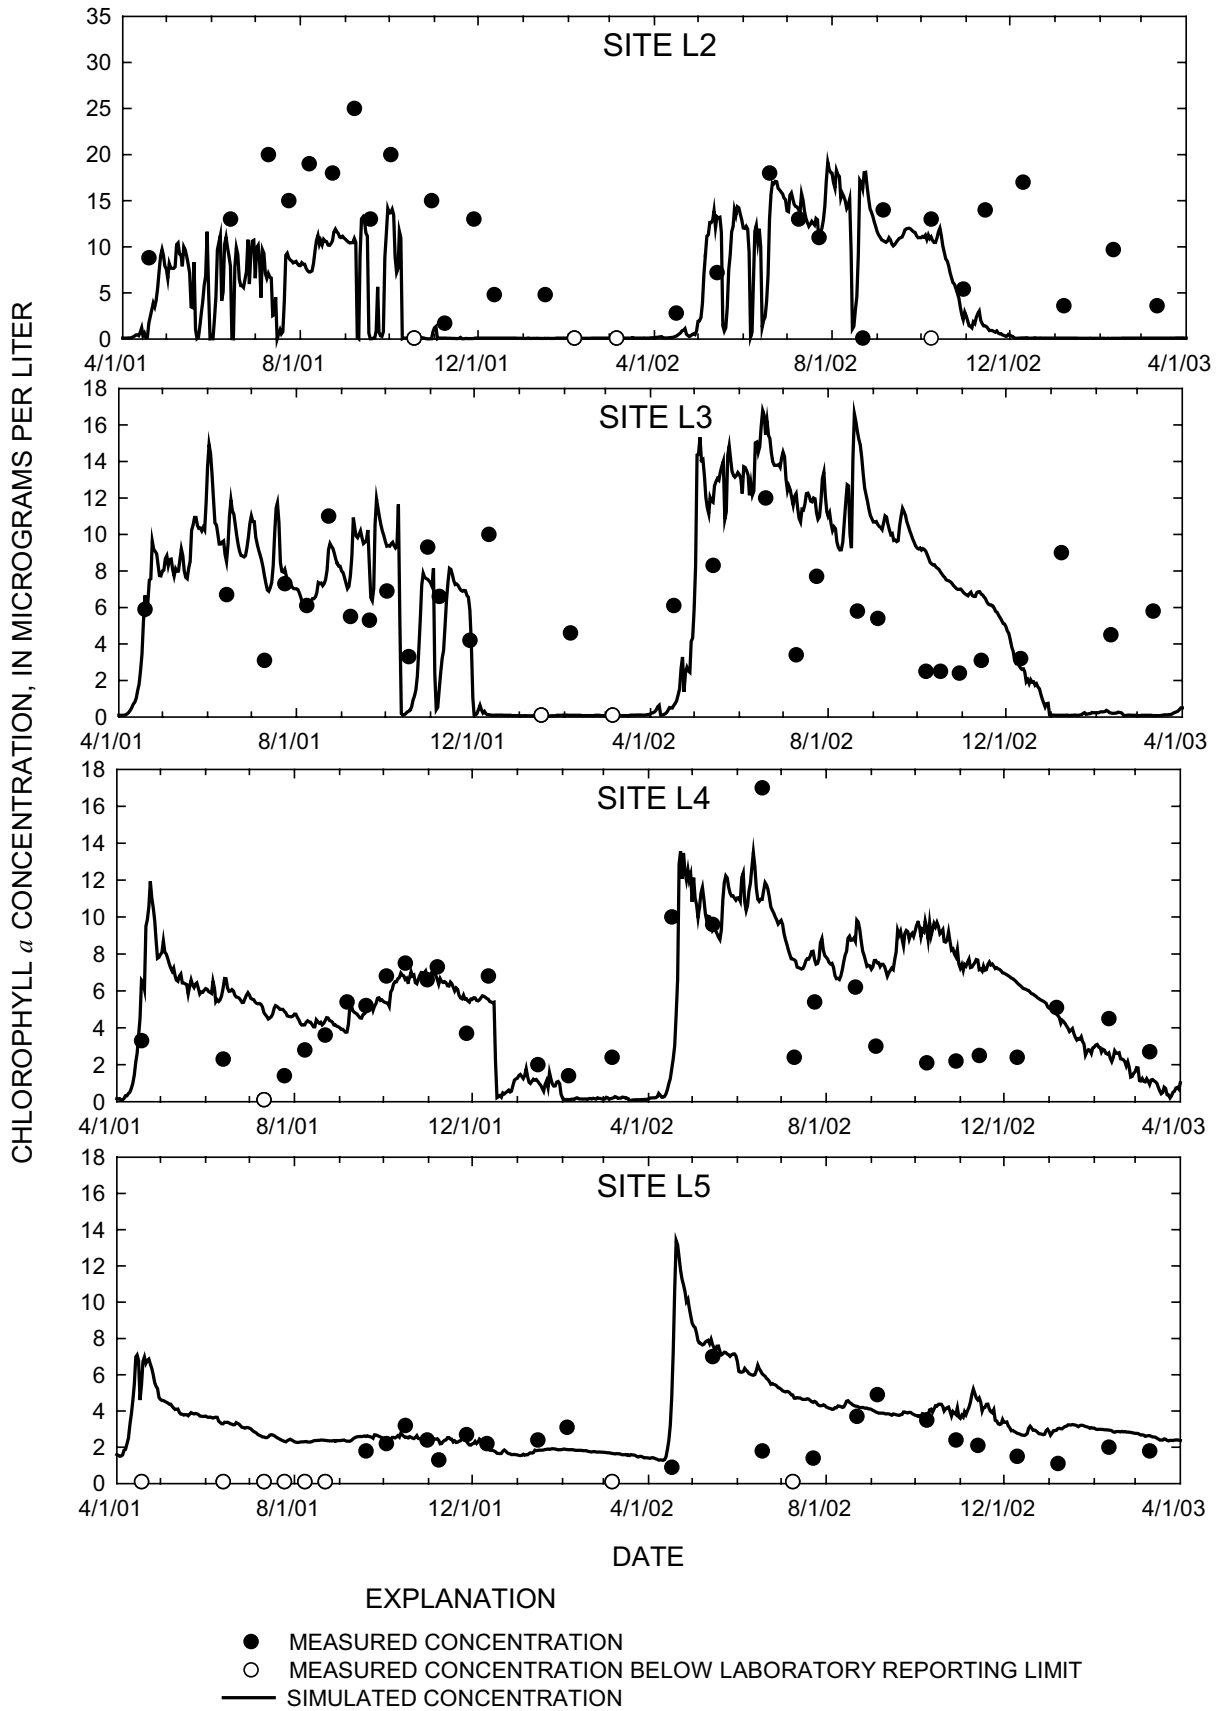 CHLOROPHYLL a CONCENTRATION, IN MICROGRAMS PER LITER
SITE L2
35
30
25
20
15
10
5
0
4/1/01 8/1/01 12/1/01 4/1/02 8/1/02 12/1/02 4/1/03
SITE L3
18
16
14
12
10
8
6
4
2
0
4/1/01 8/1/01 12/1/01 4/1/02 8/1/02 12/1/02 4/1/03
SITE L4
18
16
14
12
10
8
6
4
2
0
4/1/01 8/1/01 12/1/01 4/1/02 8/1/02 12/1/02 4/1/03
SITE L5
18
16
14
12
10
8
6
4
2
0
4/1/01 8/1/01 12/1/01 4/1/02 8/1/02 12/1/02 4/1/03
DATE
EXPLANATION
MEASURED CONCENTRATION
MEASURED CONCENTRATION BELOW LABORATORY REPORTING LIMIT
SIMULATED CONCENTRATION